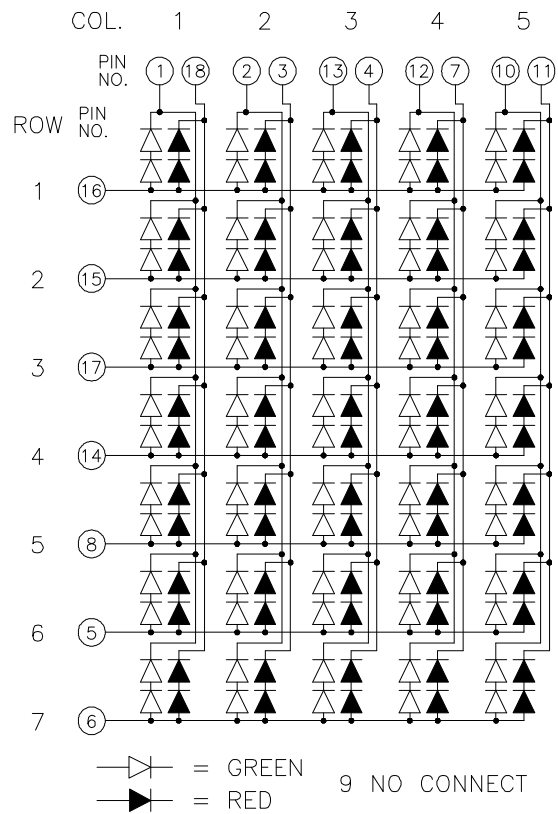 COL. 1 2 3 4 5
PIN NO. 1 18 2 3 13 4 12 7 10 11
ROW PIN NO.
1 16
2 15
3 17
4 14
5 8
6 5
7 6
= GREEN
= RED
9 NO CONNECT